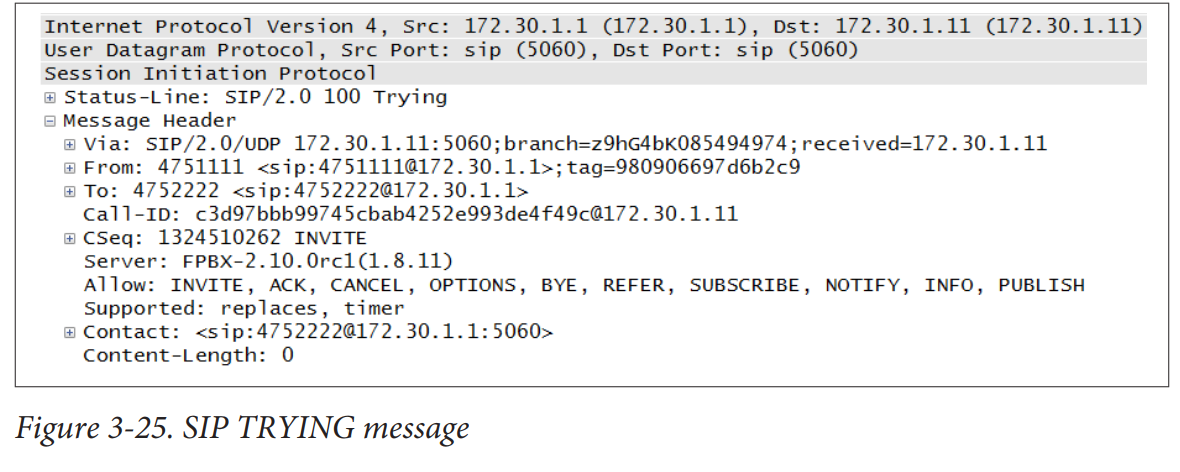 Internet Protocol Version 4, Src: 172.30.1.1 (172.30.1.1), Dst: 172.30.1.11 (172.30.1.11)
User Datagram Protocol, Src Port: sip (5060), Dst Port: sip (5060)
Session Initiation Protocol
Status-Line: SIP/2.0 100 Trying
Message Header
Via: SIP/2.0/UDP 172.30.1.11:5060;branch=z9hG4bK085494974;received=172.30.1.11
From: 4751111 <sip:4751111@172.30.1.1>;tag=980906697d6b2c9
To: 4752222 <sip:4752222@172.30.1.1>
Call-ID: c3d97bbb99745cbab4252e993de4f49c@172.30.1.11
CSeq: 1324510262 INVITE
Server: FPBX-2.10.0rc1(1.8.11)
Allow: INVITE, ACK, CANCEL, OPTIONS, BYE, REFER, SUBSCRIBE, NOTIFY, INFO, PUBLISH
Supported: replaces, timer
Contact: <sip:4752222@172.30.1.1:5060>
Content-Length: 0
Figure 3-25. SIP TRYING message